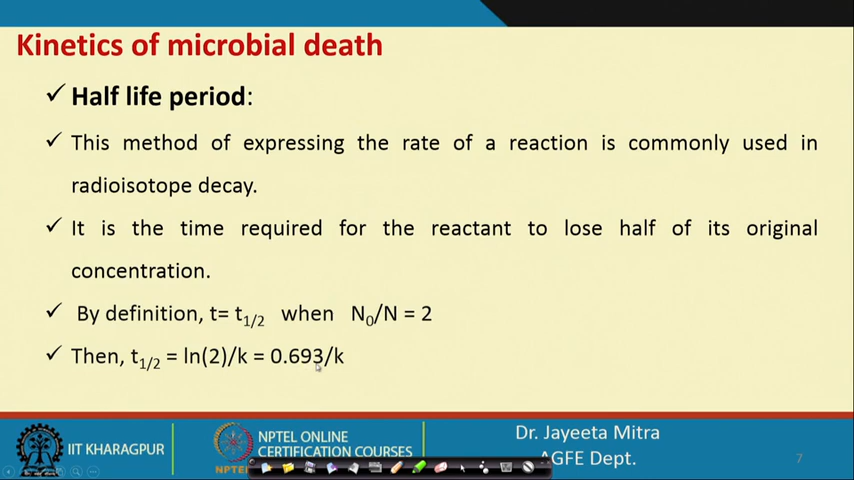 Kinetics of microbial death
✓ Half life period:
✓ This method of expressing the rate of a reaction is commonly used in
radioisotope decay.
✓ It is the time required for the reactant to lose half of its original
concentration.
✓ By definition, t= t1/2 when N0/N = 2
✓ Then, t1/2 = ln(2)/k = 0.693/k
IIT KHARAGPUR
NPTEL ONLINE
CERTIFICATION COURSES
NPTEL
Dr. Jayeeta Mitra
AGFE Dept.
7